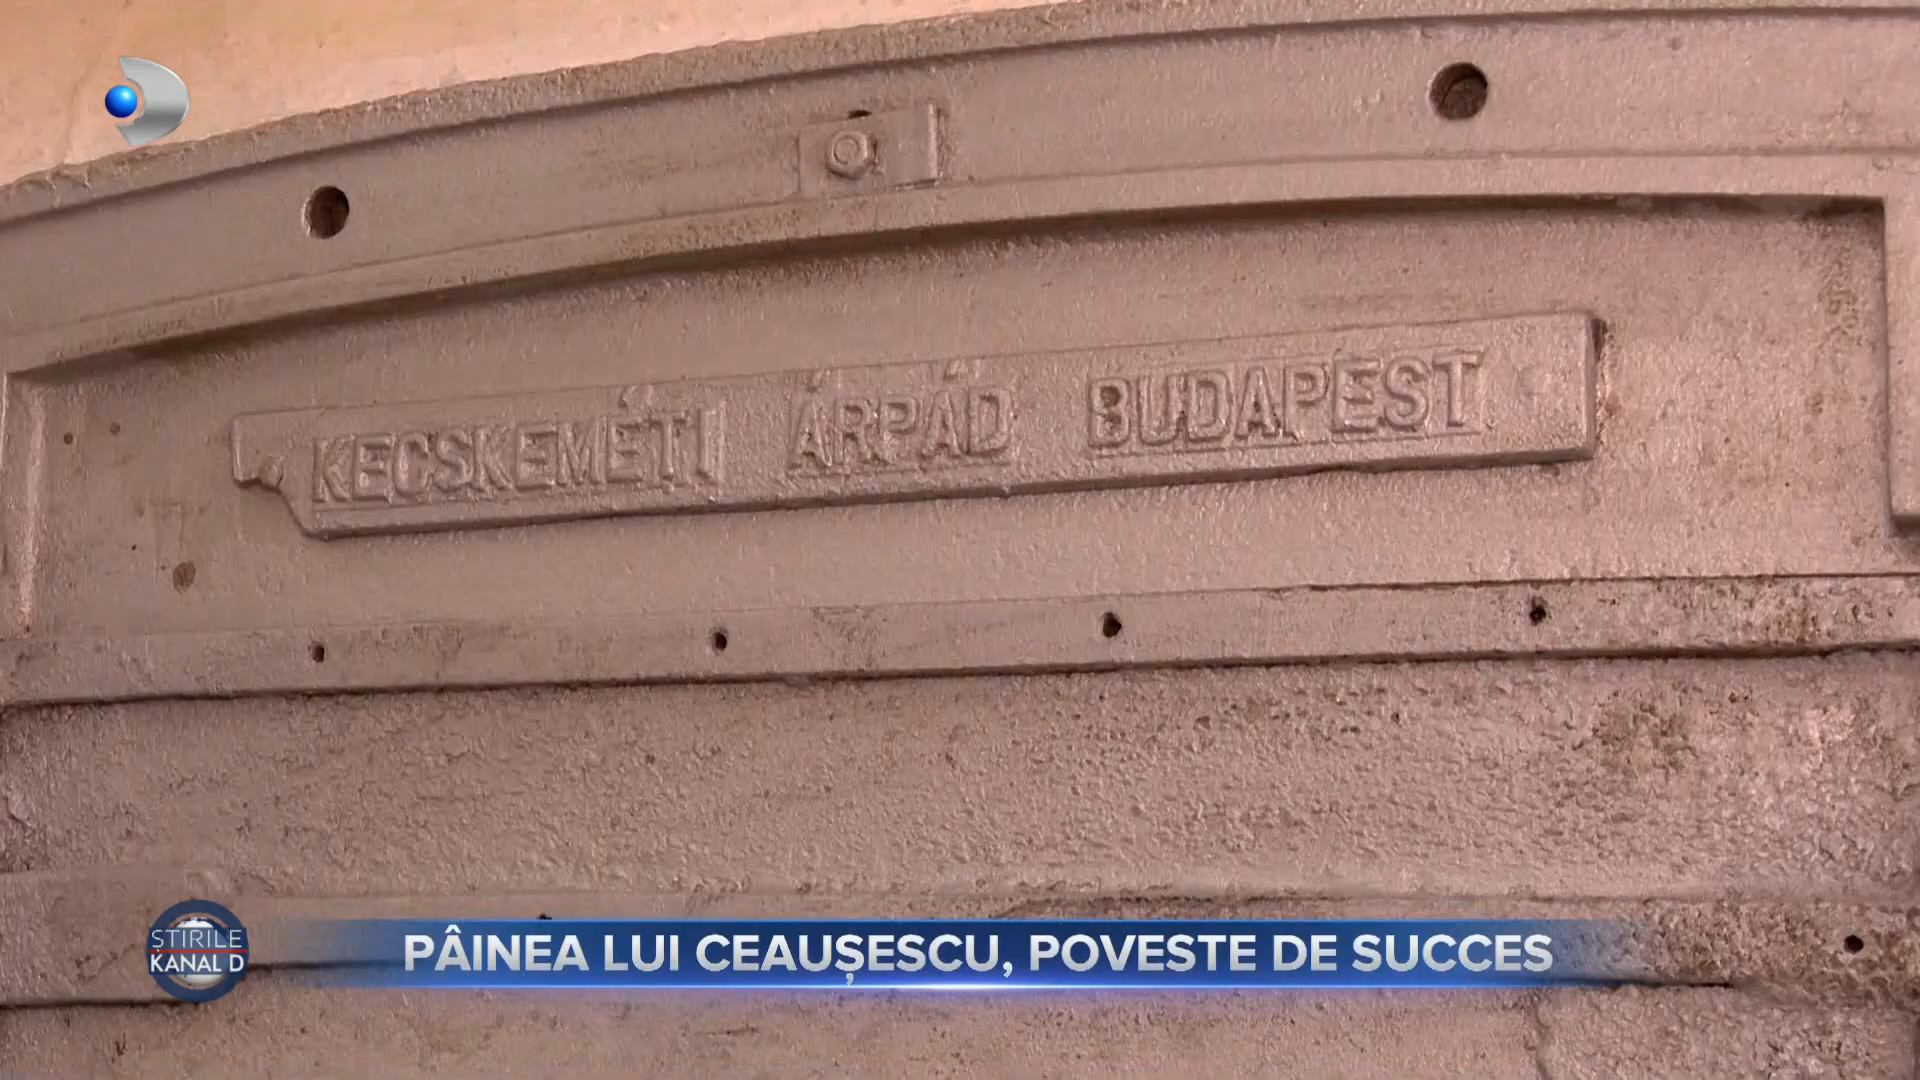 KECSKEMÉTI ÁRPÁD BUDAPEST
ȘTIRILE
KANAL D
PÂINEA LUI CEAUȘESCU, POVESTE DE SUCCES